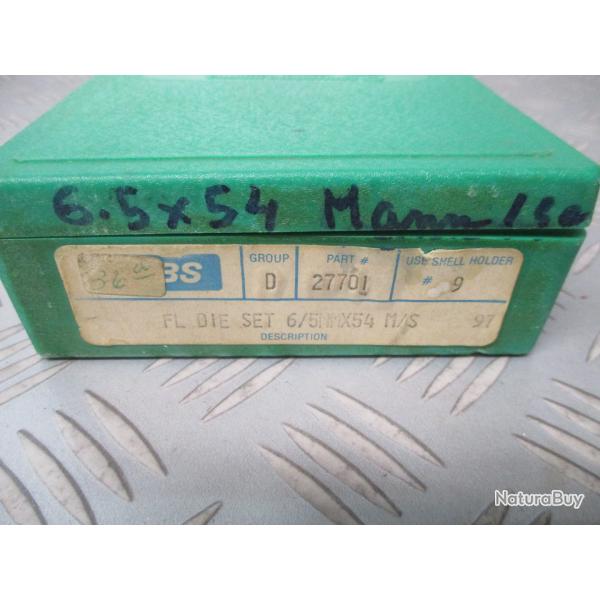 6.5x54 Mann/
BS GROUP PART # USE SHELL HOLDER
36 D 27701 # 9
FL DIE SET 6/5MMX54 M/S 97
DESCRIPTION
NaturaBuy